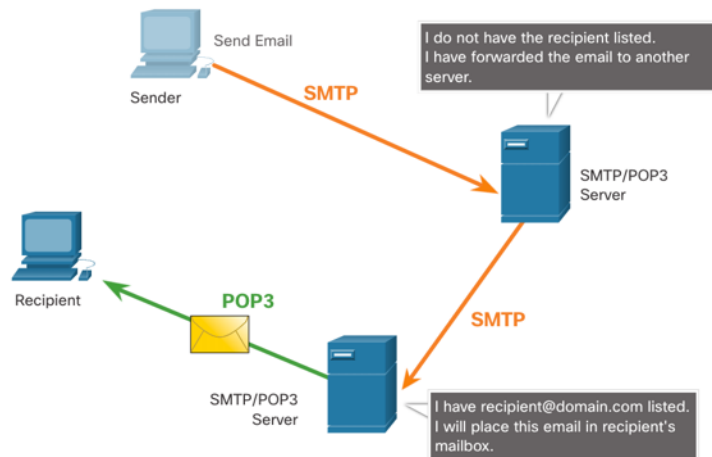 Send Email
I do not have the recipient listed.
I have forwarded the email to another
server.
Sender
SMTP
SMTP/POP3
Server
Recipient
POP3
SMTP
SMTP/POP3
Server
I have recipient@domain.com listed.
I will place this email in recipient's
mailbox.